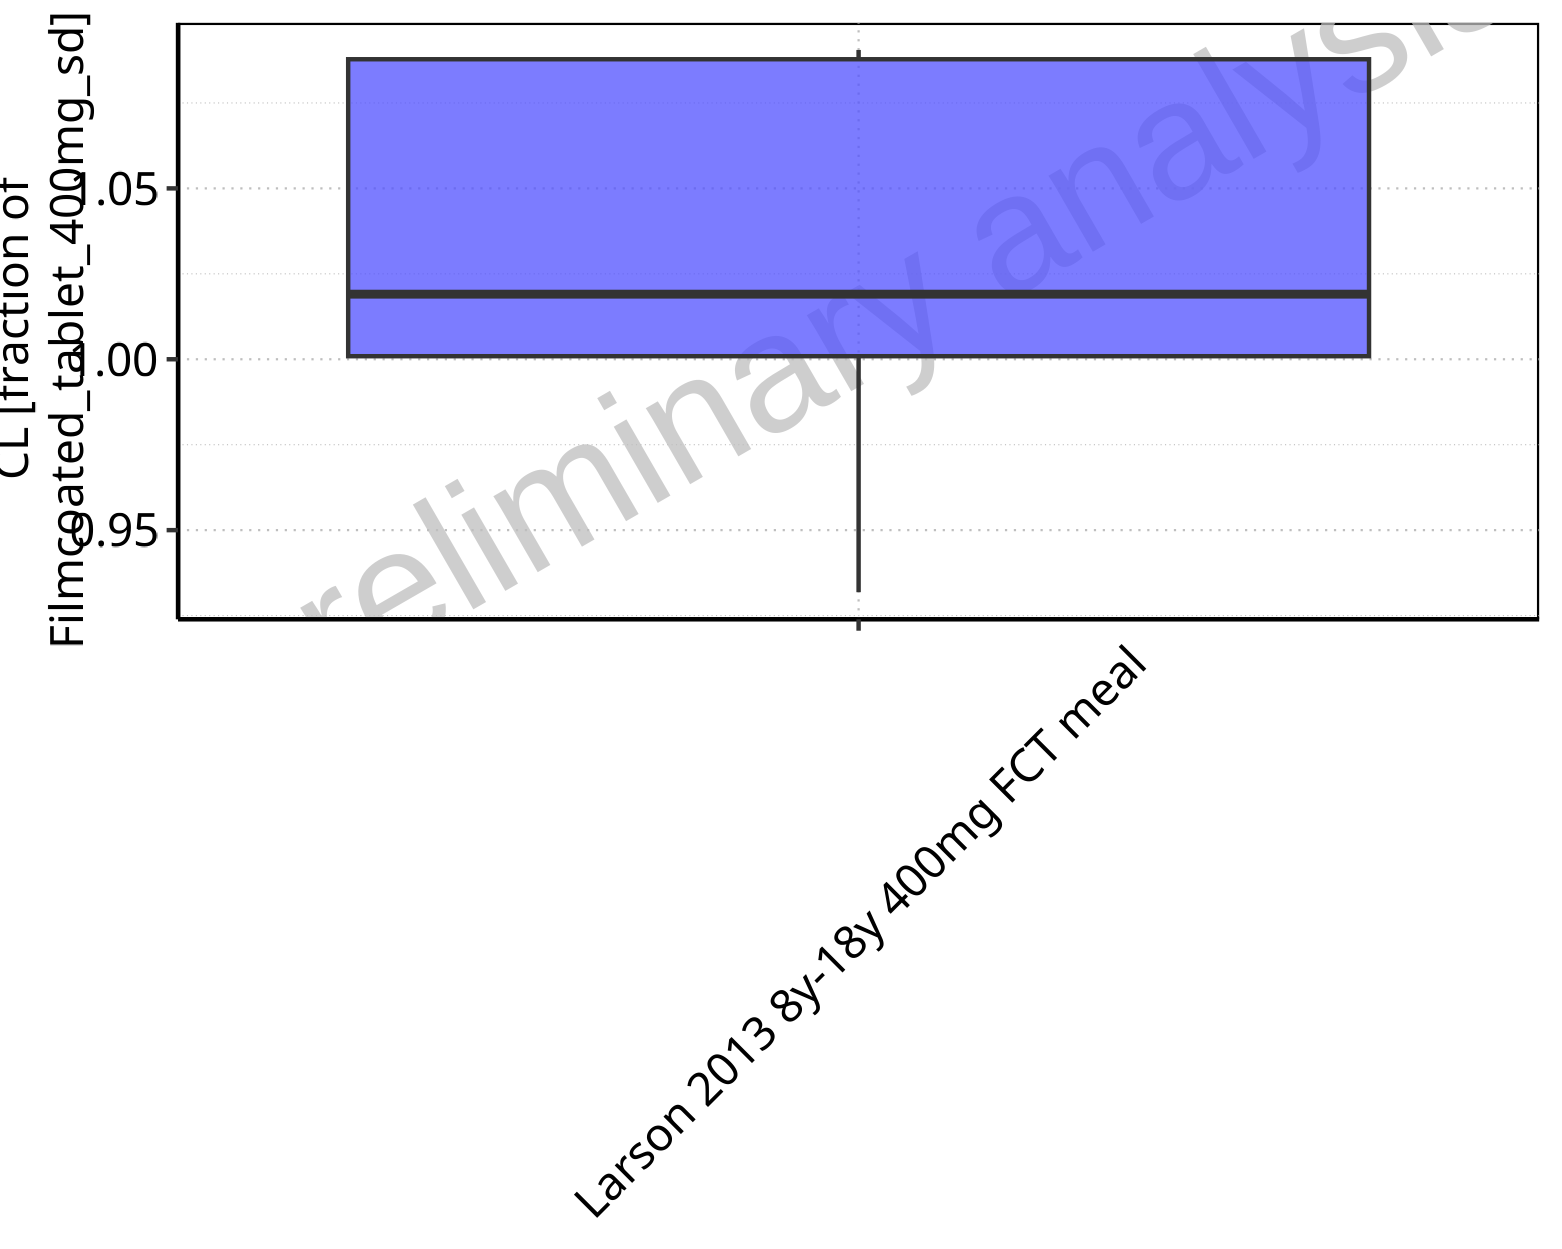 CL [fraction of
Filmcoated_tablet_400mg_sd]
1.05
1.00
0.95
reliminary analysis
Larson 2013 8y-18y 400mg FCT meal